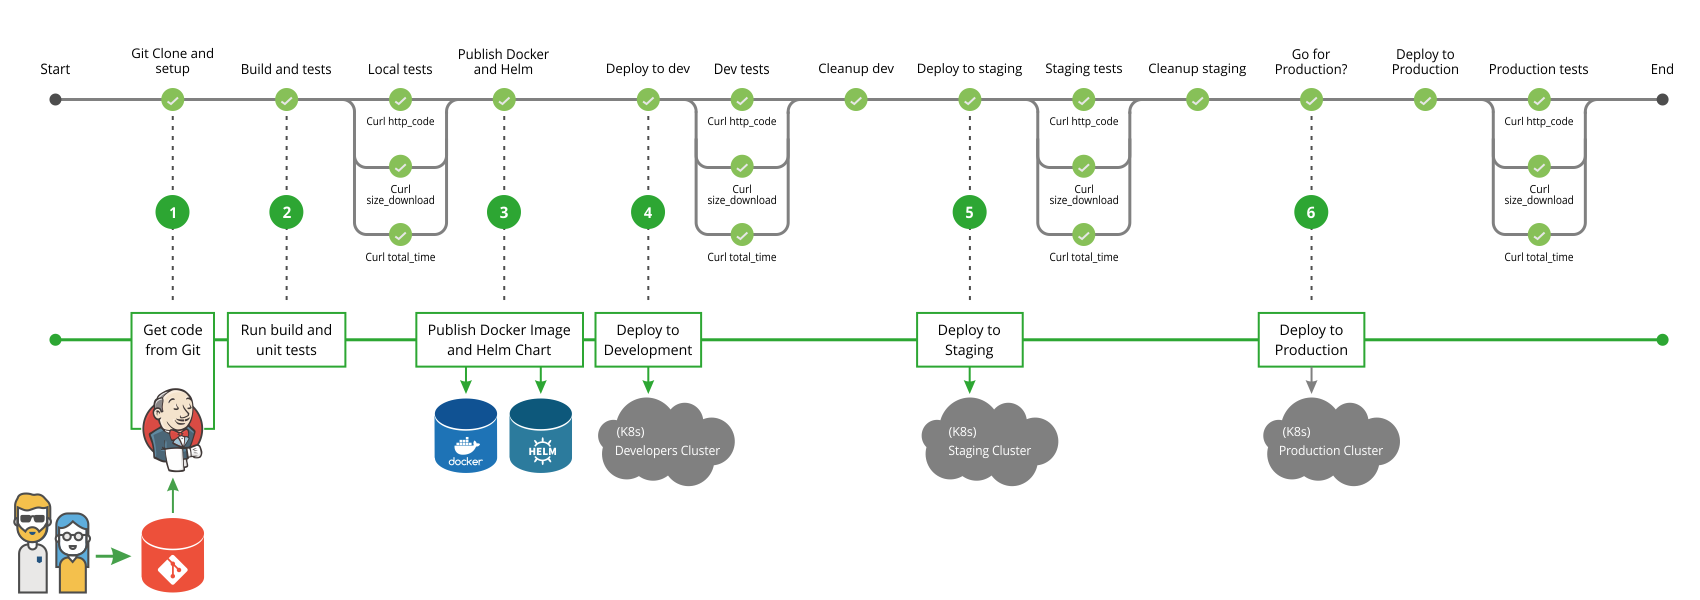 Start
Git Clone and
setup
Build and tests
Local tests
Publish Docker
and Helm
Deploy to dev
Dev tests
Cleanup dev
Deploy to staging
Staging tests
Cleanup staging
Go for
Production?
Deploy to
Production
Production tests
End
Curl http_code
Curl http_code
Curl http_code
Curl http_code
Curl
size_download
Curl
size_download
Curl
size_download
Curl
size_download
1
2
3
4
5
6
Curl total_time
Curl total_time
Curl total_time
Curl total_time
Get code
from Git
Run build and
unit tests
Publish Docker Image
and Helm Chart
Deploy to
Development
Deploy to
Staging
Deploy to
Production
docker
HELM
(K8s)
Developers Cluster
(K8s)
Staging Cluster
(K8s)
Production Cluster